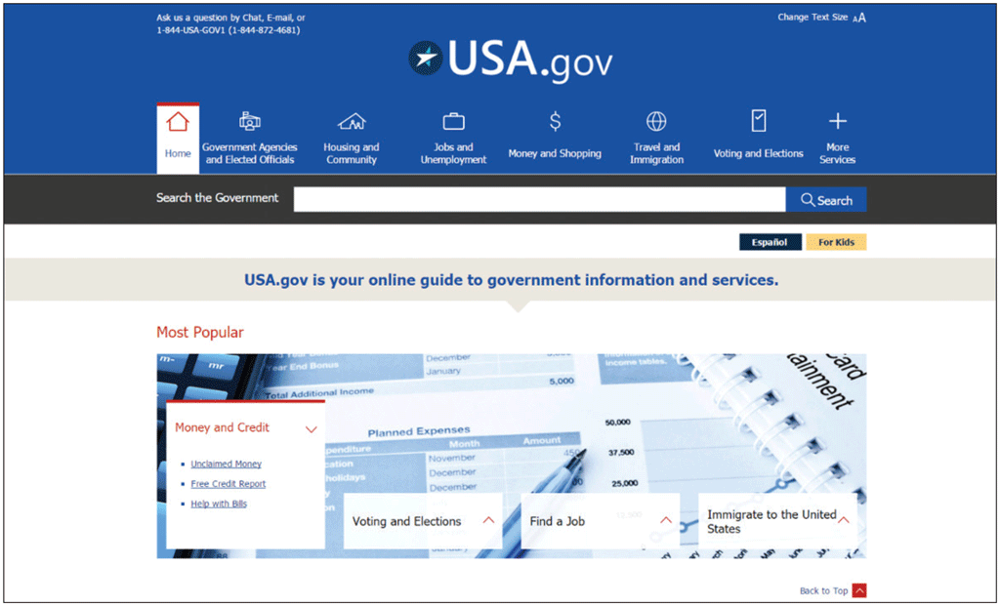 Ask us a question by Chat, E-mail, or
1-844-USA-GOV1 (1-844-872-4681)
Change Text Size AA
USA.gov
Home
Government Agencies
and Elected Officials
Housing and
Community
Jobs and
Unemployment
Money and Shopping
Travel and
Immigration
Voting and Elections
More
Services
Search the Government
Search
Español
For Kids
USA.gov is your online guide to government information and services.
Most Popular
m-
mr
Year End Bonus
December
January
Total Additional Income
5,000
income tables.
Card
tainment
Planned Expenses
Month
Amount
November
December
December
holidays
450
50,000
37,500
25,000
Money and Credit
Unclaimed Money
Free Credit Report
Help with Bills
Voting and Elections
Find a Job
Immigrate to the United
States
Back to Top